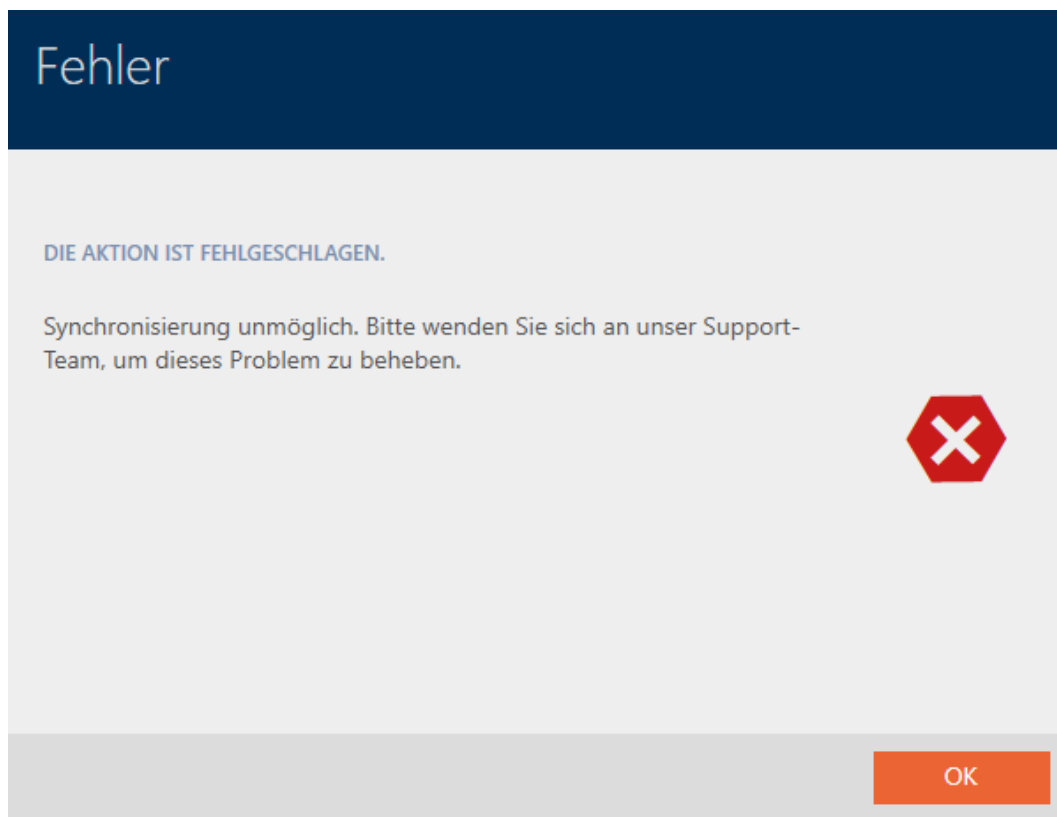 Fehler
DIE AKTION IST FEHLGESCHLAGEN.
Synchronisierung unmöglich. Bitte wenden Sie sich an unser Support-
Team, um dieses Problem zu beheben.
OK